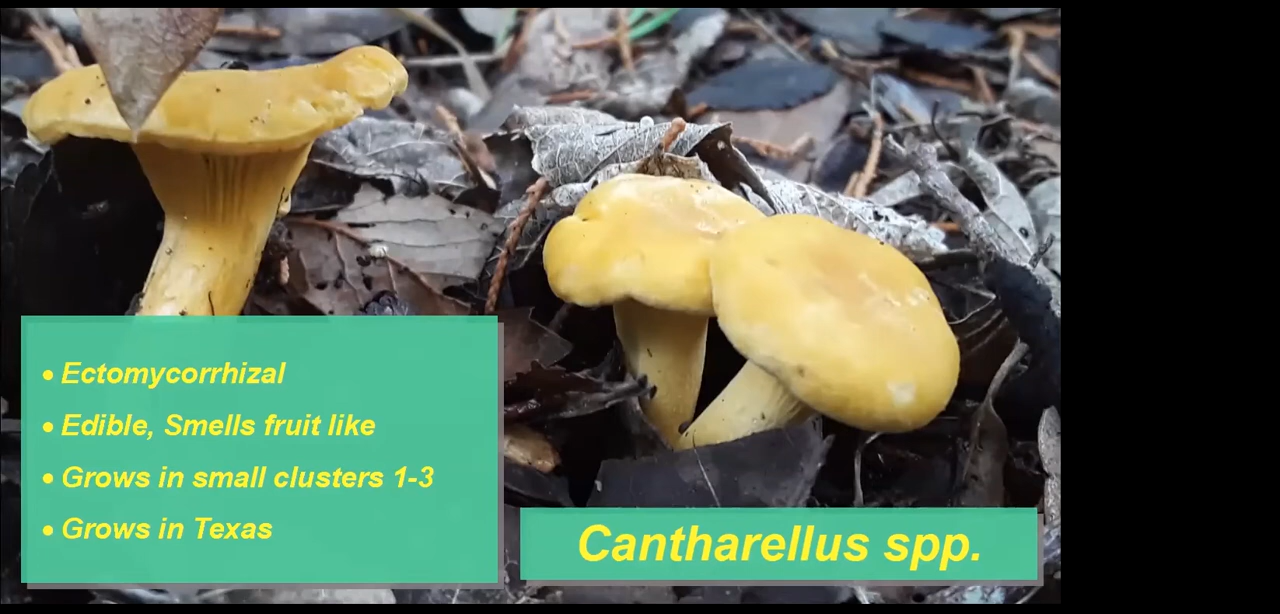 • Ectomycorrhizal
• Edible, Smells fruit like
• Grows in small clusters 1-3
• Grows in Texas
Cantharellus spp.